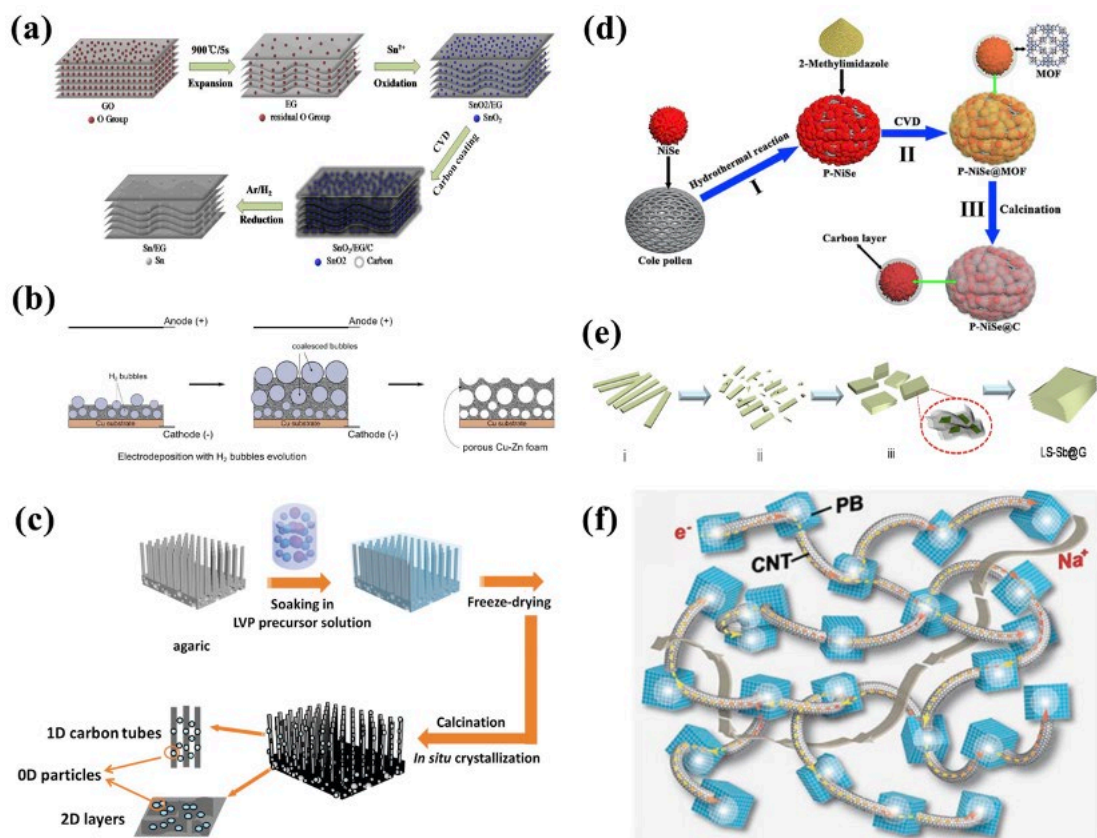 (a)
900℃/5s
Expansion
Sn²⁺
Oxidation
GO
O Group
EG
residual O Group
SnO2/EG
SnO₂
CVD
Carbon coating
Ar/H₂
Reduction
Sn/EG
Sn
SnO₂/EG/C
SnO2 Carbon
(b)
Anode (+)
Anode (+)
coalesced bubbles
H₂ bubbles
Cu substrate
Cathode (-)
Cu substrate
Cathode (-)
Cu substrate
porous Cu-Zn foam
Electrodeposition with H₂ bubbles evolution
(c)
agaric
Soaking in
LVP precursor solution
Freeze-drying
Calcination
In situ crystallization
1D carbon tubes
0D particles
2D layers
(d)
2-Methylimidazole
MOF
NiSe
Hydrothermal reaction
I
P-NiSe
CVD
II
P-NiSe@MOF
Cole pollen
III
Calcination
Carbon layer
P-NiSe@C
(e)
i
ii
iii
LS-Sb@G
(f)
e⁻
PB
CNT
Na⁺